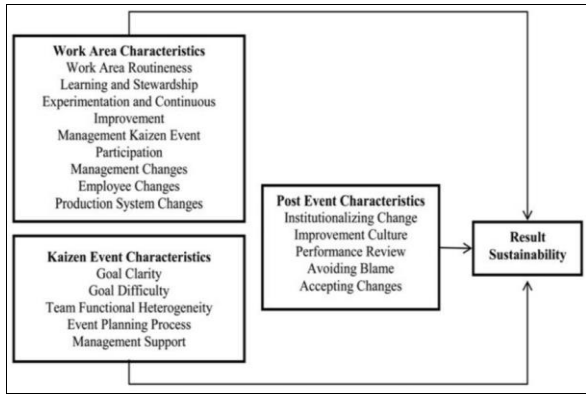 Work Area Characteristics
Work Area Routineness
Learning and Stewardship
Experimentation and Continuous
Improvement
Management Kaizen Event
Participation
Management Changes
Employee Changes
Production System Changes
Kaizen Event Characteristics
Goal Clarity
Goal Difficulty
Team Functional Heterogeneity
Event Planning Process
Management Support
Post Event Characteristics
Institutionalizing Change
Improvement Culture
Performance Review
Avoiding Blame
Accepting Changes
Result
Sustainability